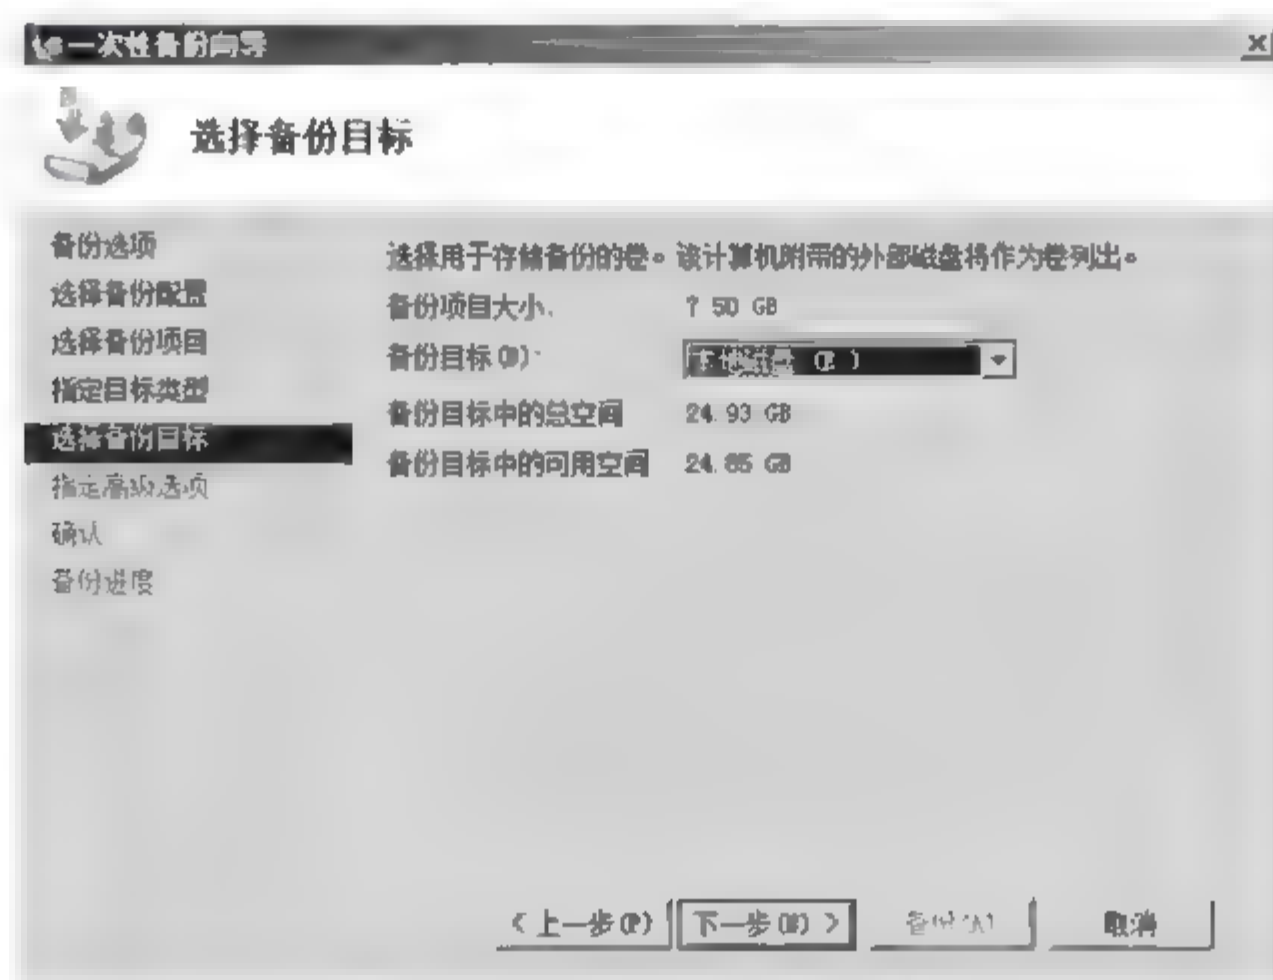 一次性备份向导
选择备份目标
备份选项
选择备份配置
选择备份项目
指定目标类型
选择备份目标
指定高级选项
确认
备份进度
选择用于存储备份的卷。该计算机附带的外部磁盘将作为卷列出。
备份项目大小: 50 GB
备份目标(D): 本地磁盘 (E:)
备份目标中的总空间 24.93 GB
备份目标中的可用空间 24.85 GB
< 上一步(P) 下一步(N) > 备份(A) 取消